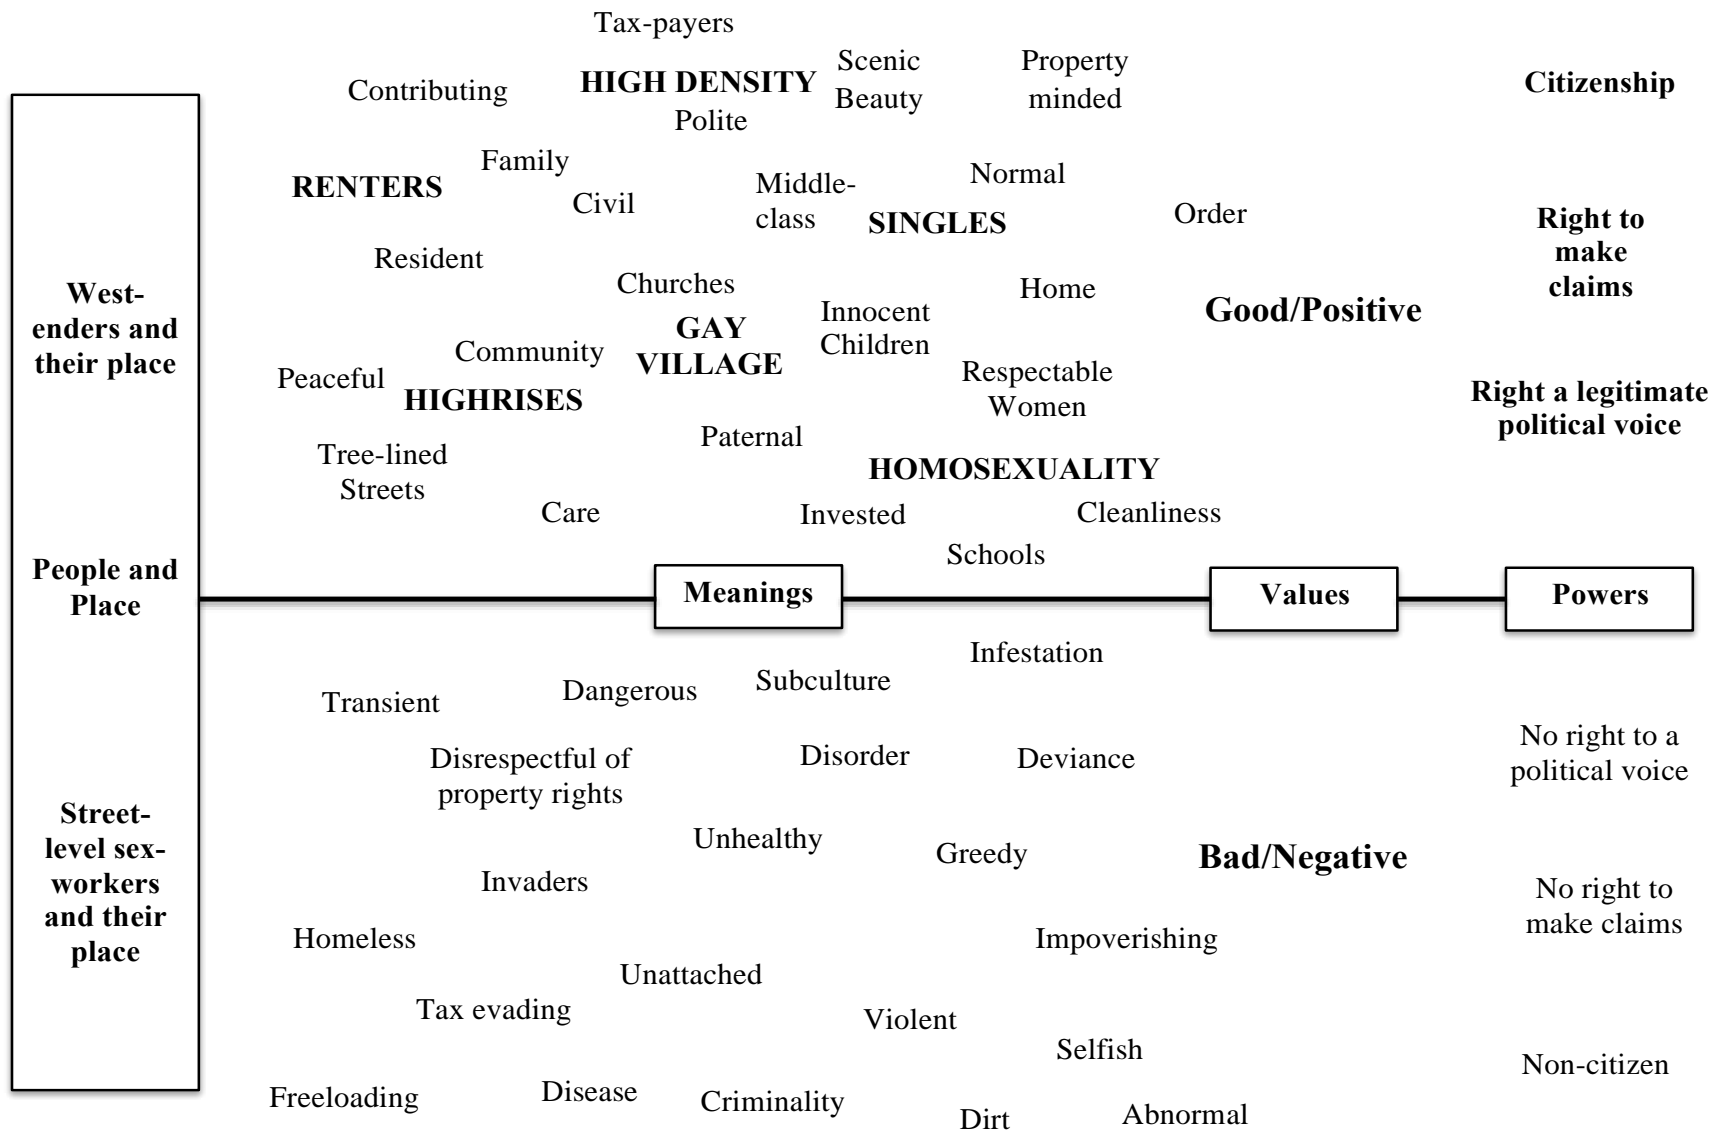 Tax-payers
Scenic
Beauty
Property
minded
Citizenship
Contributing
HIGH DENSITY
Polite
Family
RENTERS
Civil
Middle-
class
Normal
SINGLES
Order
Right to
make
claims
Resident
Churches
Home
West-
enders and
their place
GAY
VILLAGE
Innocent
Children
Good/Positive
Community
Peaceful
HIGHRISES
Respectable
Women
Right a legitimate
political voice
Paternal
Tree-lined
Streets
HOMOSEXUALITY
Care
Invested
Cleanliness
Schools
People and
Place
Meanings
Values
Powers
Infestation
Transient
Dangerous
Subculture
Disrespectful of
property rights
Disorder
Deviance
No right to a
political voice
Street-
level sex-
workers
and their
place
Unhealthy
Greedy
Bad/Negative
Invaders
No right to
make claims
Homeless
Impoverishing
Unattached
Tax evading
Violent
Selfish
Non-citizen
Freeloading
Disease
Criminality
Dirt
Abnormal